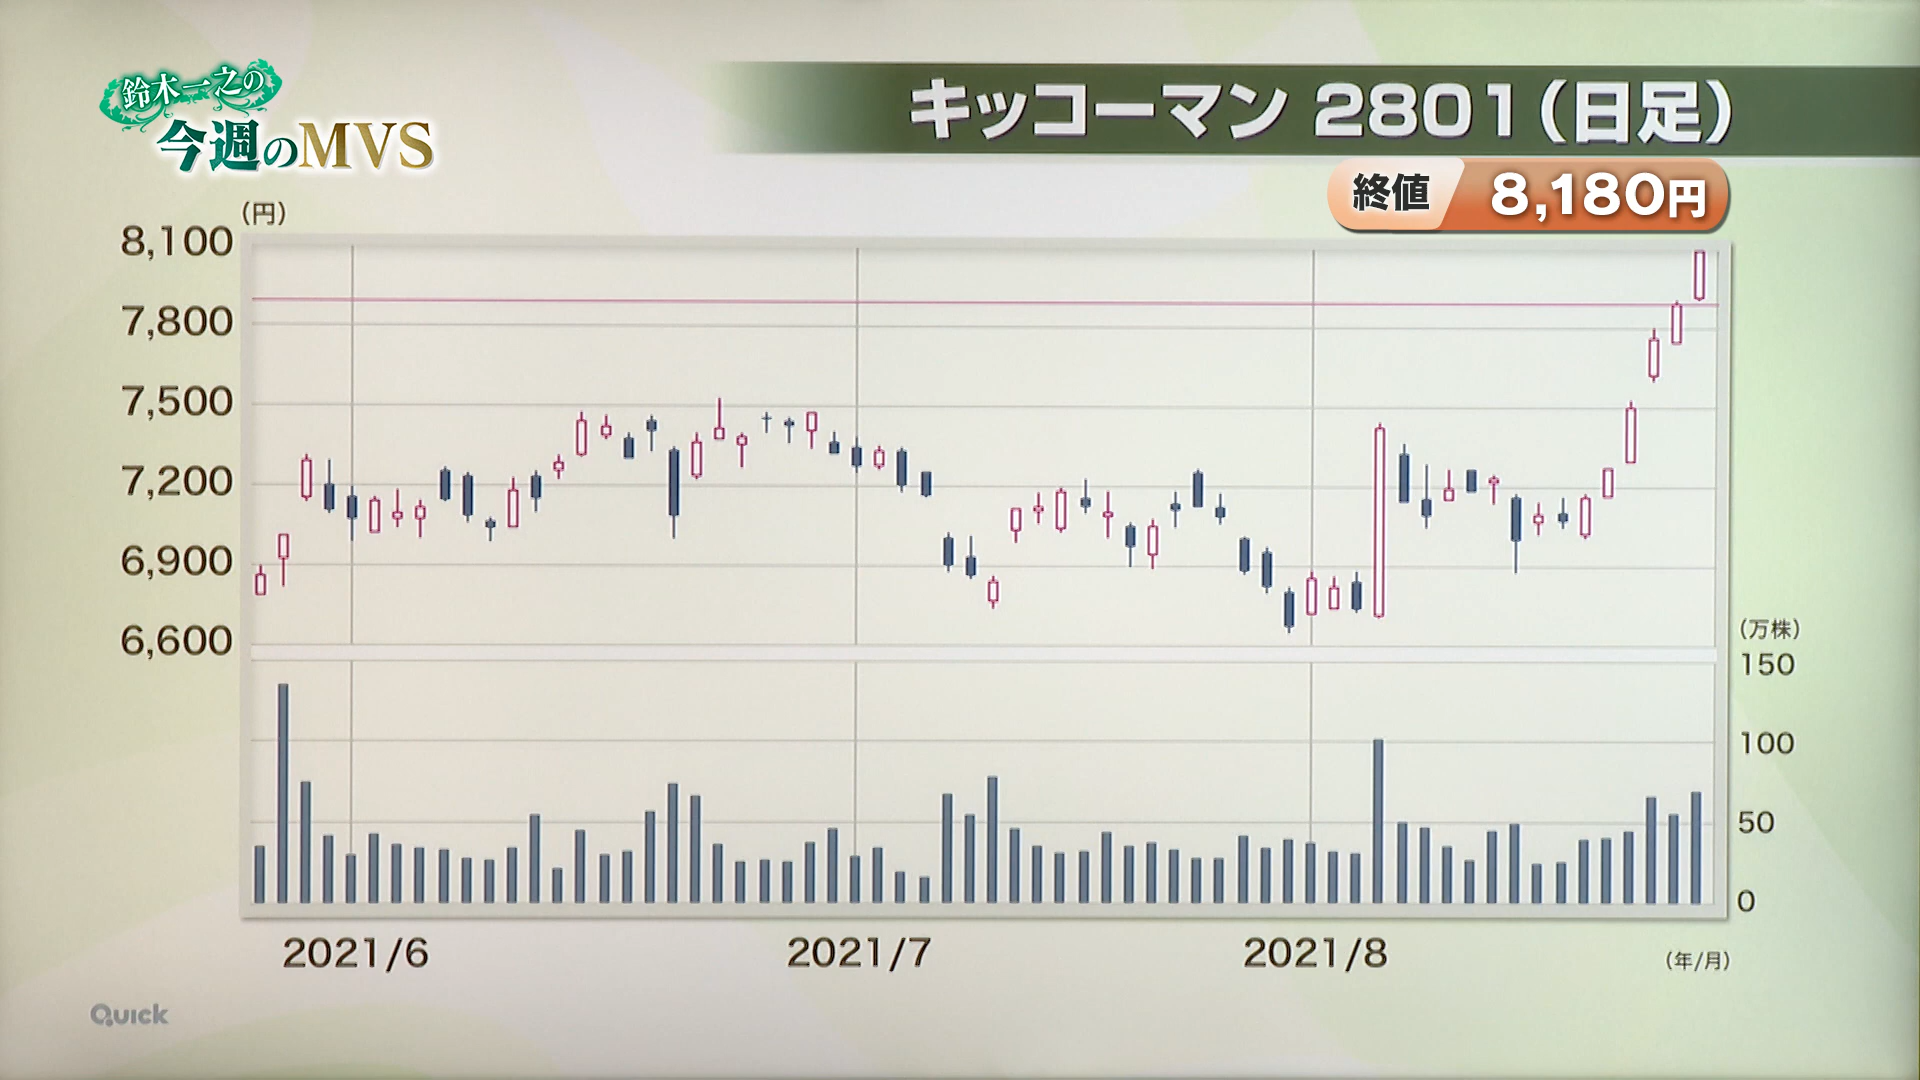 鈴木一之の
今週のMVS
キッコーマン 2801（日足）
終値 8,180円
（円）
8,100
7,800
7,500
7,200
6,900
6,600
（万株）
150
100
50
0
2021/6 2021/7 2021/8 （年/月）
Quick